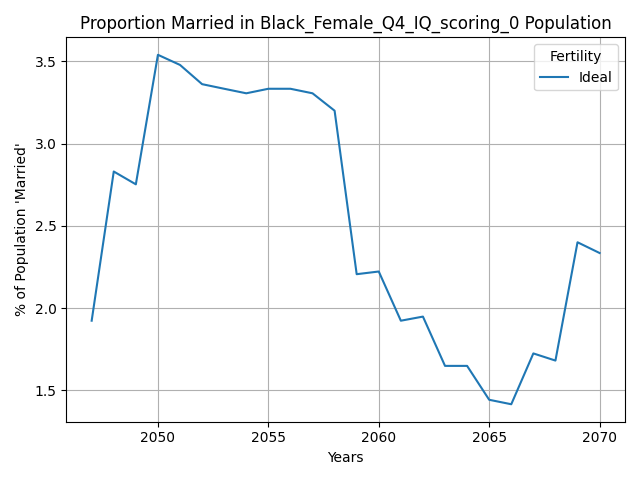 Proportion Married in Black_Female_Q4_IQ_scoring_0 Population
Fertility
Ideal
% of Population 'Married'
3.5
3.0
2.5
2.0
1.5
2050 2055 2060 2065 2070
Years